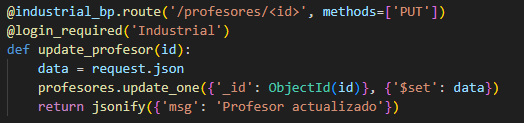 @industrial_bp.route('/profesores/<id>', methods=['PUT'])
@login_required('Industrial')
def update_profesor(id):
    data = request.json
    profesores.update_one({'_id': ObjectId(id)}, {'$set': data})
    return jsonify({'msg': 'Profesor actualizado'})